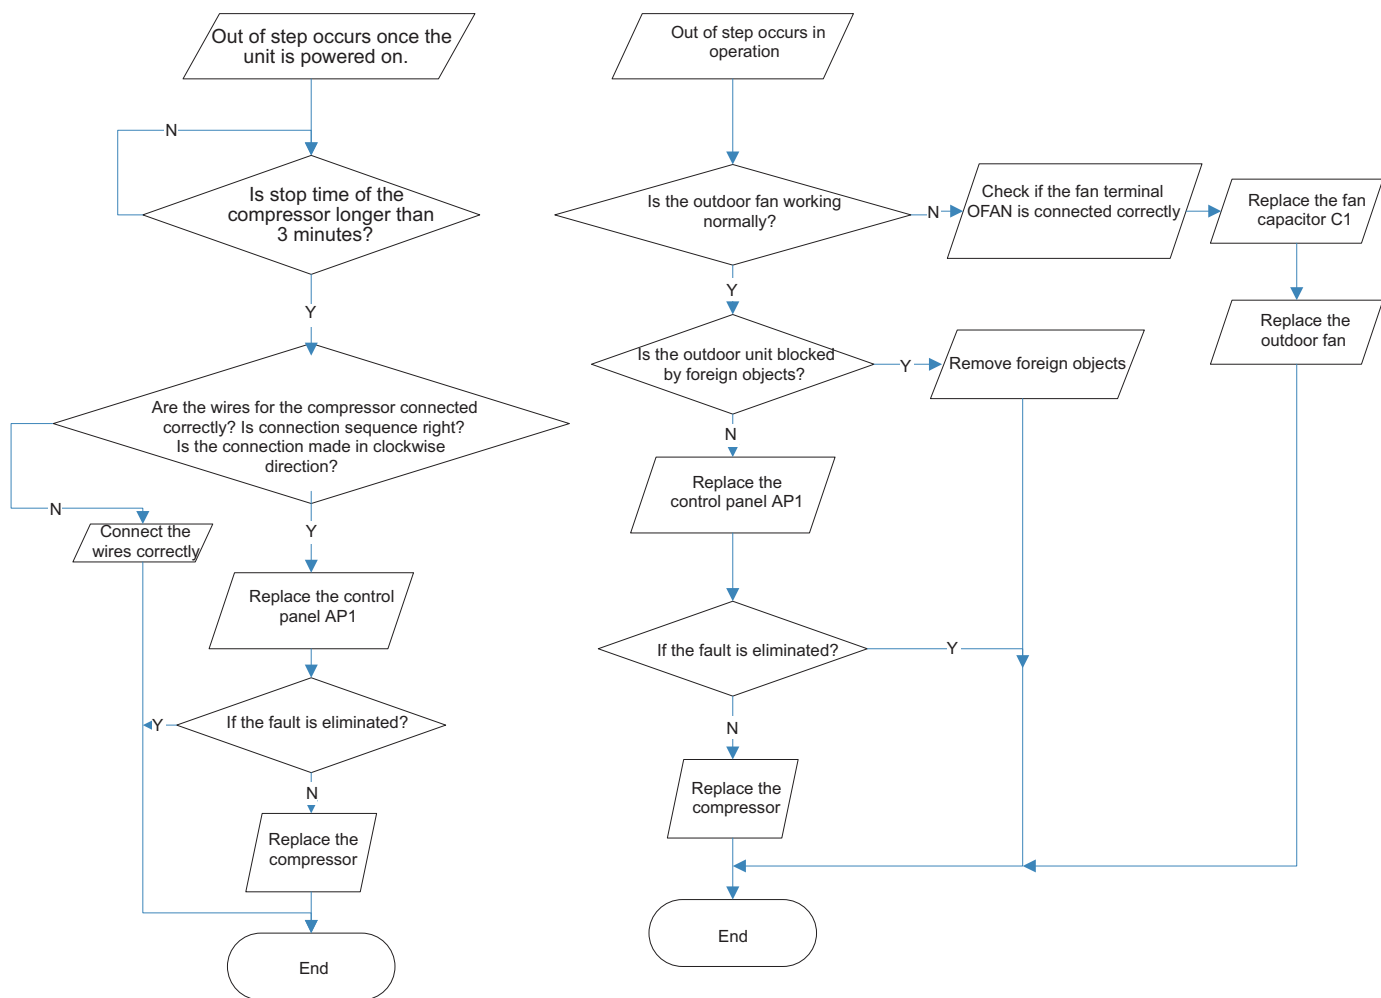 Out of step occurs once the
unit is powered on.
N
Is stop time of the
compressor longer than
3 minutes?
Y
Are the wires for the compressor connected
correctly? Is connection sequence right?
Is the connection made in clockwise
direction?
N
Connect the
wires correctly
Y
Replace the control
panel AP1
If the fault is eliminated?
Y
N
Replace the
compressor
End
Out of step occurs in
operation
Is the outdoor fan working
normally?
N
Check if the fan terminal
OFAN is connected correctly
Replace the fan
capacitor C1
Replace the
outdoor fan
Y
Is the outdoor unit blocked
by foreign objects?
Y
Remove foreign objects
N
Replace the
control panel AP1
If the fault is eliminated?
Y
N
Replace the
compressor
End